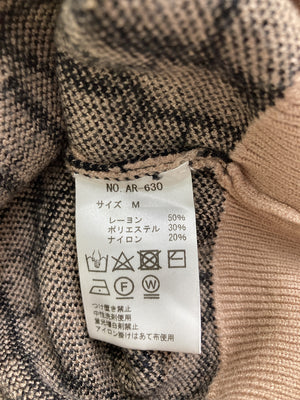 NO. AR-630
サイズ M
レーヨン 50%
ポリエステル 30%
ナイロン 20%
F W
つけ置き禁止
中性洗剤使用
蛍光増白剤禁止
アイロン掛けはあて布使用